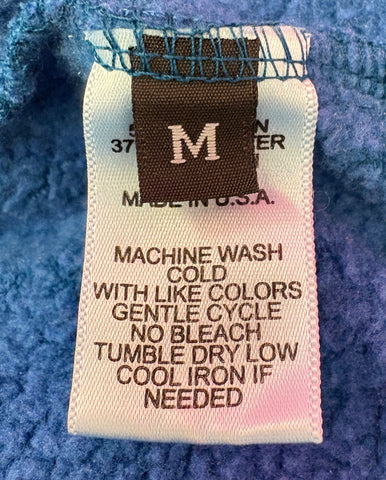 M
37
MADE IN U.S.A.
MACHINE WASH
COLD
WITH LIKE COLORS
GENTLE CYCLE
NO BLEACH
TUMBLE DRY LOW
COOL IRON IF
NEEDED